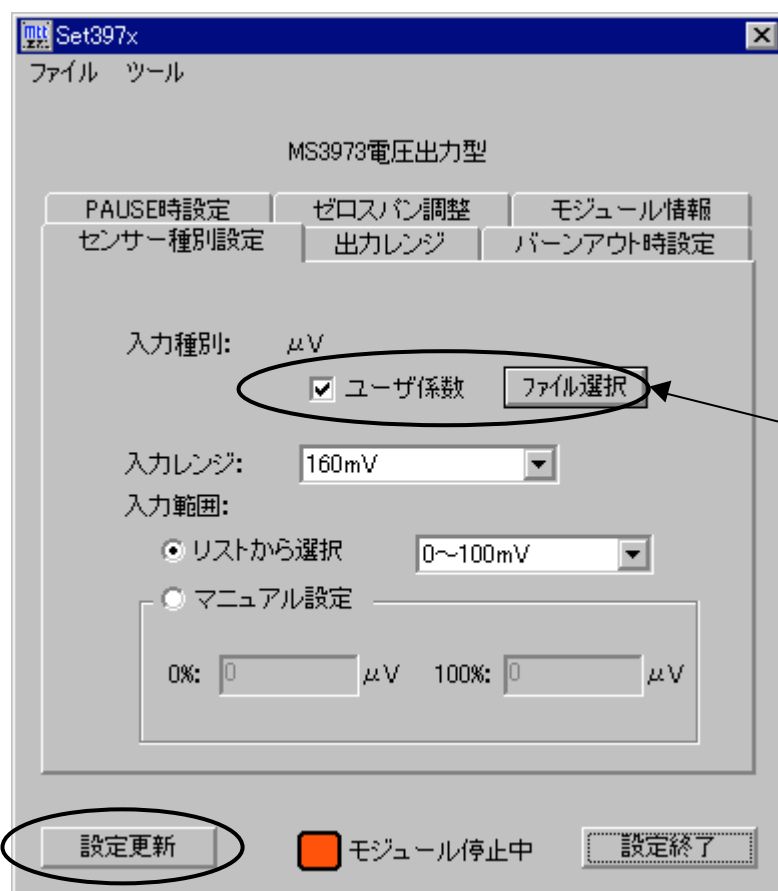 mtt Set397x
ファイル ツール
MS3973電圧出力型
PAUSE時設定 ゼロスパン調整 モジュール情報
センサー種別設定 出力レンジ バーンアウト時設定
入力種別: μV
ユーザ係数 ファイル選択
入力レンジ: 160mV
入力範囲:
リストから選択 0～100mV
マニュアル設定
0%: 0 μV 100%: 0 μV
設定更新 モジュール停止中 設定終了